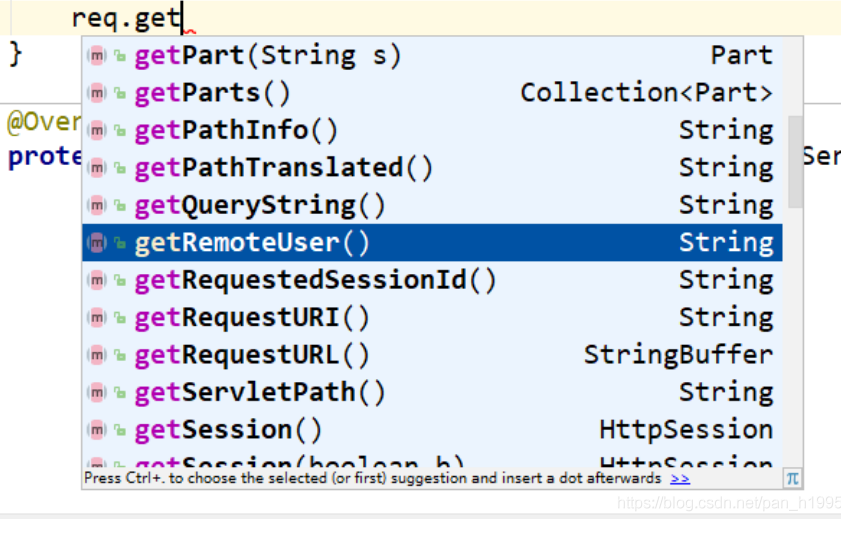 req.get
}
getPart(String s) Part
getParts() Collection<Part>
@Over
getPathInfo() String
prote
getPathTranslated() String
Ser
getQueryString() String
getRemoteUser() String
getRequestedSessionId() String
getRequestURI() String
getRequestURL() StringBuffer
getServletPath() String
getSession() HttpSession
getSession(boolean b) HttpSession
Press Ctrl+. to choose the selected (or first) suggestion and insert a dot afterwards >> π
https://blog.csdn.net/pan_h1995